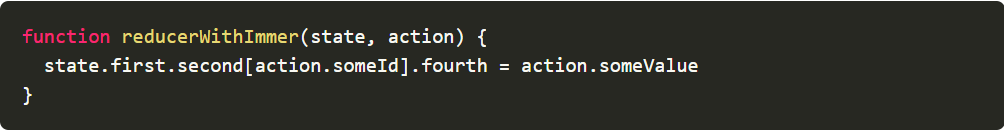 function reducerWithImmer(state, action) {
  state.first.second[action.someId].fourth = action.someValue
}